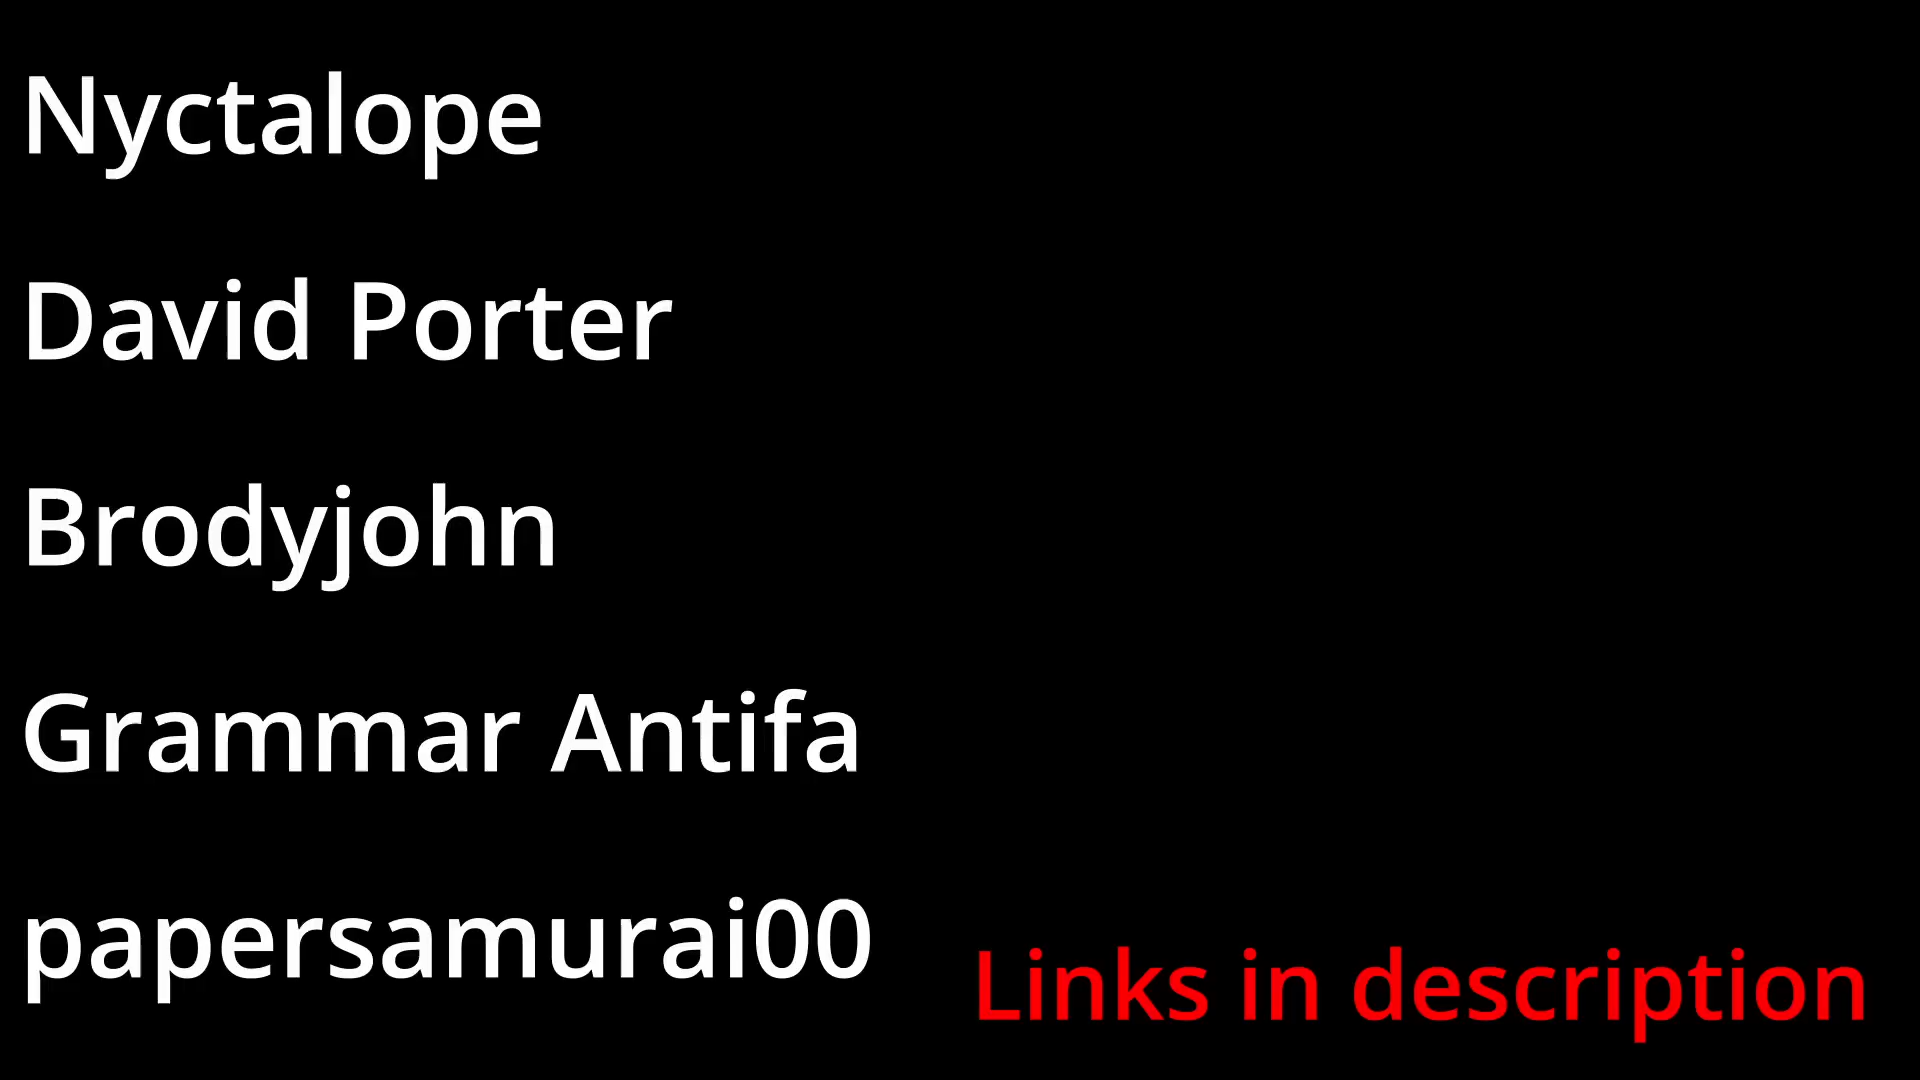 Nyctalope
David Porter
Brodyjohn
Grammar Antifa
papersamurai00
Links in description